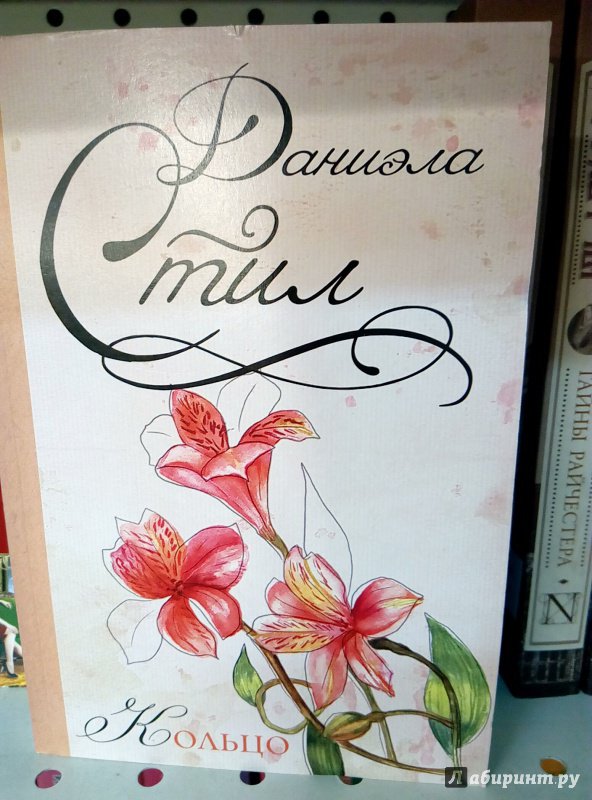 Даниэла
Стил
Кольцо
ТАЙНЫ РАЙЧЕСТЕРА
N
Лабиринт.ру